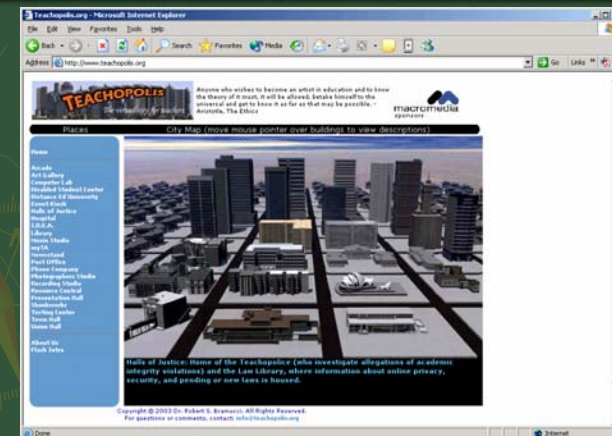 Teachopolis.org - Microsoft Internet Explorer
File Edit View Favorites Tools Help
Back Search Favorites Media
Address http://www.teachopolis.org Go Links
TEACHOPOLIS
The virtual city for teachers
Anyone who wishes to become an artist in education and to know
the theory of it must, it will be allowed, betake himself to the
universal and get to know it as far as that may be possible. -
Aristotle, The Ethics
macromedia
sponsors
Places
City Map (move mouse pointer over buildings to view descriptions)
Home
Arcade
Art Gallery
Computer Lab
Disabled Student Center
Distance Ed University
Event Kiosk
Halls of Justice
Hospital
Library
Movie Studio
myTA
Newsstand
Post Office
Phone Company
Photographers Studio
Recording Studio
Resource Central
Presentation Hall
Testing Center
Town Hall
Union Hall
About Us
Flash Intro
Halls of Justice: Home of the Teachopolice (who investigate allegations of academic
integrity violations) and the Law Library, where information about online privacy,
security, and pending or new laws is housed.
Copyright © 2003 Dr. Robert S. Bramucci. All Rights Reserved.
For questions or comments, contact: info@teachopolis.org
Done
Internet